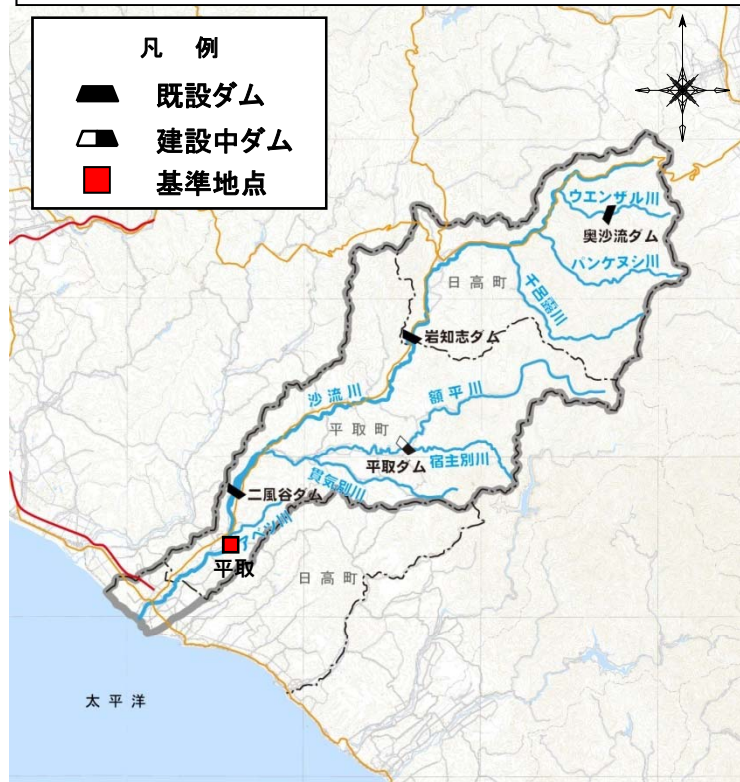 凡 例
既設ダム
建設中ダム
基準地点
ウエンザル川
奥沙流ダム
パンケヌシ川
日高町
千呂露川
岩知志ダム
沙流川
額平川
平取町
平取ダム
宿主別川
貫気別川
二風谷ダム
アベツ川
平取
日高町
太平洋